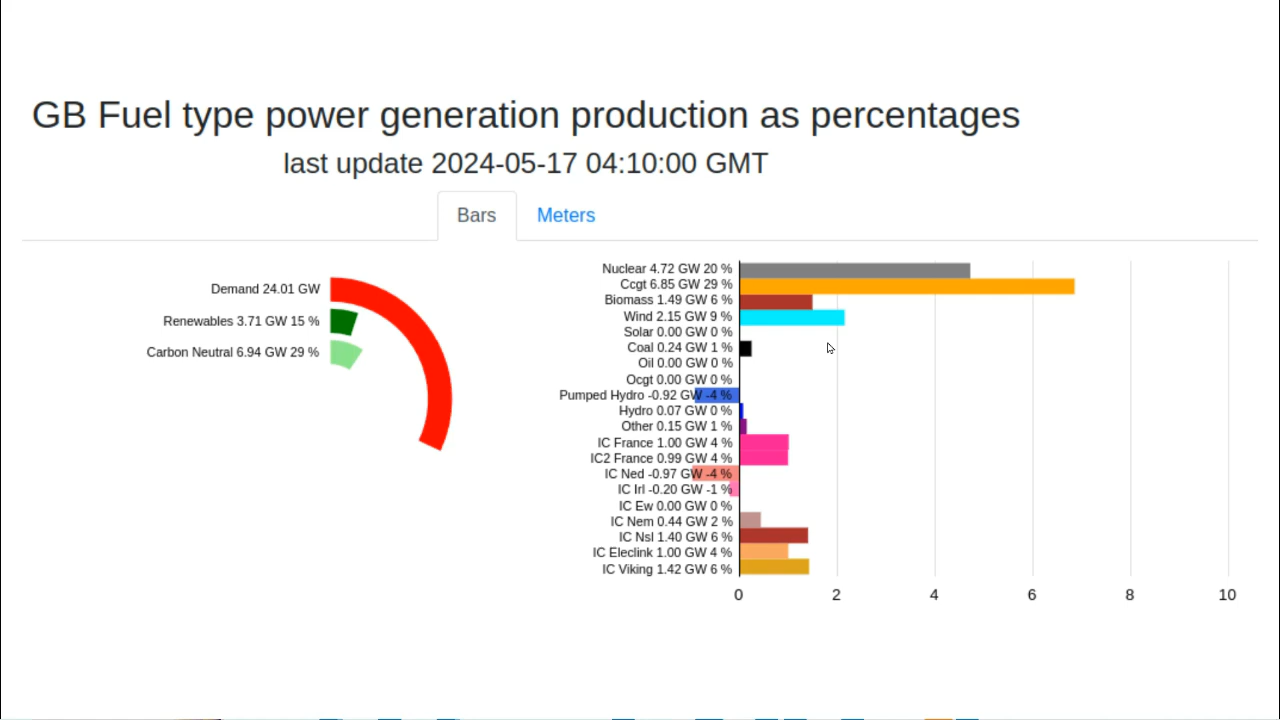 GB Fuel type power generation production as percentages
last update 2024-05-17 04:10:00 GMT
Bars
Meters
Demand 24.01 GW
Renewables 3.71 GW 15 %
Carbon Neutral 6.94 GW 29 %
Nuclear 4.72 GW 20 %
Ccgt 6.85 GW 29 %
Biomass 1.49 GW 6 %
Wind 2.15 GW 9 %
Solar 0.00 GW 0 %
Coal 0.24 GW 1 %
Oil 0.00 GW 0 %
Ocgt 0.00 GW 0 %
Pumped Hydro -0.92 GW -4 %
Hydro 0.07 GW 0 %
Other 0.15 GW 1 %
IC France 1.00 GW 4 %
IC2 France 0.99 GW 4 %
IC Ned -0.97 GW -4 %
IC Irl -0.20 GW -1 %
IC Ew 0.00 GW 0 %
IC Nem 0.44 GW 2 %
IC Nsl 1.40 GW 6 %
IC Eleclink 1.00 GW 4 %
IC Viking 1.42 GW 6 %
0 2 4 6 8 10